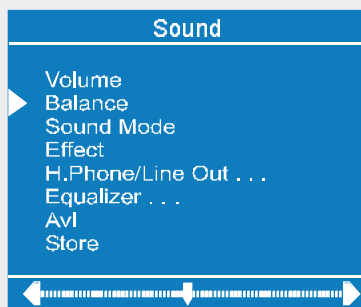 Sound
Volume
Balance
Sound Mode
Effect
H.Phone/Line Out . . .
Equalizer . . .
Avl
Store